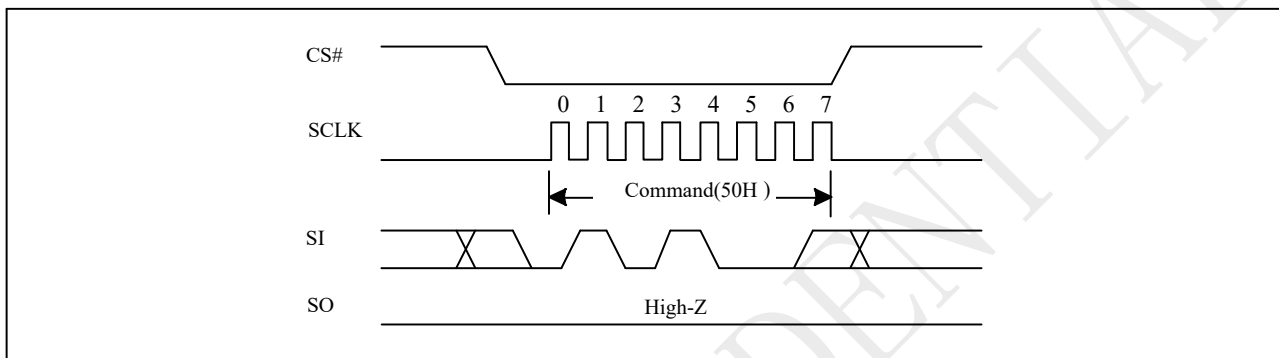 CS#
0 1 2 3 4 5 6 7
SCLK
Command(50H )
SI
SO
High-Z